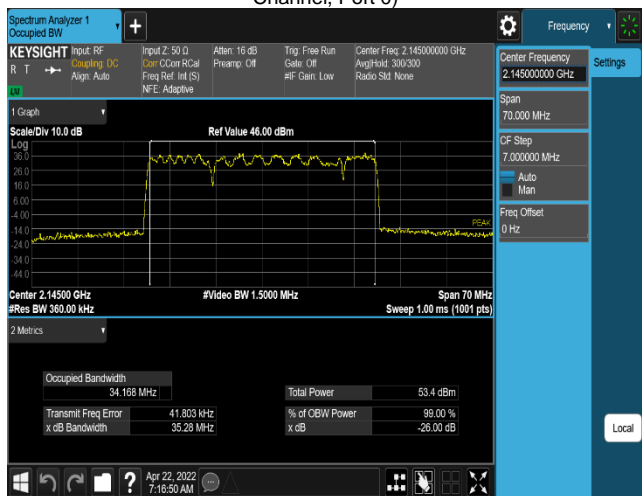 Channel, Port 0)
Spectrum Analyzer 1
Occupied BW
Frequency
KEYSIGHT
R T
Input: RF
Coupling: DC
Align: Auto
Input Z: 50 Ω
Corr CCorr RCal
Freq Ref: Int (S)
NFE: Adaptive
Atten: 16 dB
Preamp: Off
Trig: Free Run
Gate: Off
#IF Gain: Low
Center Freq: 2.145000000 GHz
Avg|Hold: 300/300
Radio Std: None
Center Frequency
2.145000000 GHz
Settings
Span
70.000 MHz
CF Step
7.000000 MHz
Auto
Man
Freq Offset
0 Hz
1 Graph
Scale/Div 10.0 dB
Ref Value 46.00 dBm
Log
36.0
26.0
16.0
6.00
-4.00
-14.0
-24.0
-34.0
-44.0
PEAK
Center 2.14500 GHz
#Video BW 1.5000 MHz
Span 70 MHz
#Res BW 360.00 kHz
Sweep 1.00 ms (1001 pts)
2 Metrics
Occupied Bandwidth
34.168 MHz
Total Power
53.4 dBm
Transmit Freq Error
41.803 kHz
% of OBW Power
99.00 %
x dB Bandwidth
35.28 MHz
x dB
-26.00 dB
Local
?
Apr 22, 2022
7:16:50 AM